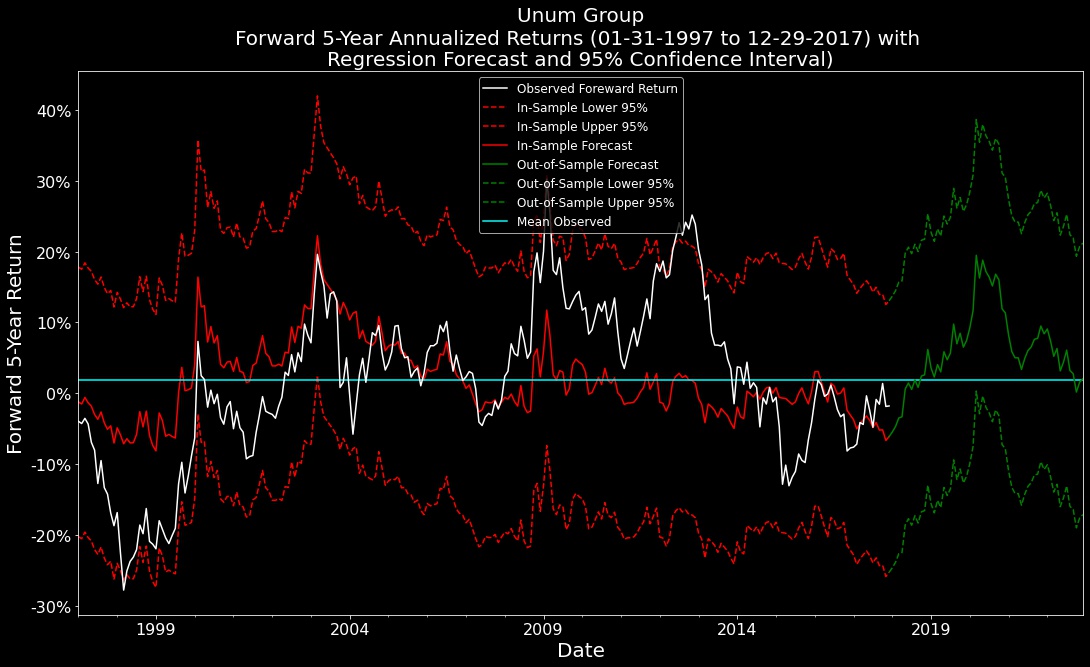 Unum Group
Forward 5-Year Annualized Returns (01-31-1997 to 12-29-2017) with
Regression Forecast and 95% Confidence Interval)
Observed Foreward Return
In-Sample Lower 95%
In-Sample Upper 95%
In-Sample Forecast
Out-of-Sample Forecast
Out-of-Sample Lower 95%
Out-of-Sample Upper 95%
Mean Observed
Forward 5-Year Return
40%
30%
20%
10%
0%
-10%
-20%
-30%
1999 2004 2009 2014 2019
Date